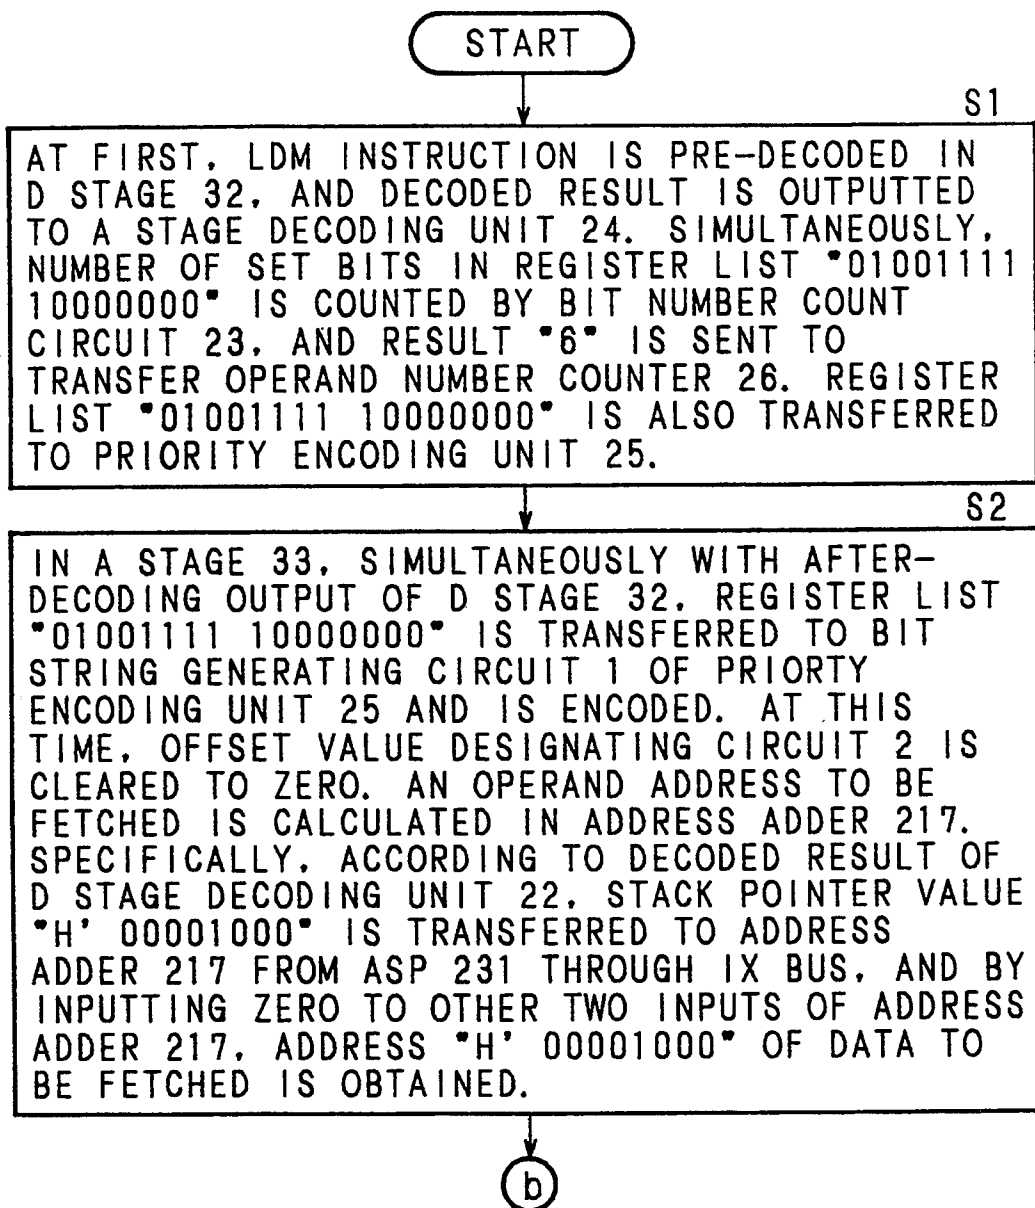 START
S1
AT FIRST, LDM INSTRUCTION IS PRE-DECODED IN
D STAGE 32, AND DECODED RESULT IS OUTPUTTED
TO A STAGE DECODING UNIT 24. SIMULTANEOUSLY,
NUMBER OF SET BITS IN REGISTER LIST "01001111
10000000" IS COUNTED BY BIT NUMBER COUNT
CIRCUIT 23, AND RESULT "6" IS SENT TO
TRANSFER OPERAND NUMBER COUNTER 26. REGISTER
LIST "01001111 10000000" IS ALSO TRANSFERRED
TO PRIORITY ENCODING UNIT 25.
S2
IN A STAGE 33, SIMULTANEOUSLY WITH AFTER-
DECODING OUTPUT OF D STAGE 32, REGISTER LIST
"01001111 10000000" IS TRANSFERRED TO BIT
STRING GENERATING CIRCUIT 1 OF PRIORTY
ENCODING UNIT 25 AND IS ENCODED. AT THIS
TIME, OFFSET VALUE DESIGNATING CIRCUIT 2 IS
CLEARED TO ZERO. AN OPERAND ADDRESS TO BE
FETCHED IS CALCULATED IN ADDRESS ADDER 217.
SPECIFICALLY, ACCORDING TO DECODED RESULT OF
D STAGE DECODING UNIT 22, STACK POINTER VALUE
"H' 00001000" IS TRANSFERRED TO ADDRESS
ADDER 217 FROM ASP 231 THROUGH IX BUS, AND BY
INPUTTING ZERO TO OTHER TWO INPUTS OF ADDRESS
ADDER 217, ADDRESS "H' 00001000" OF DATA TO
BE FETCHED IS OBTAINED.
b